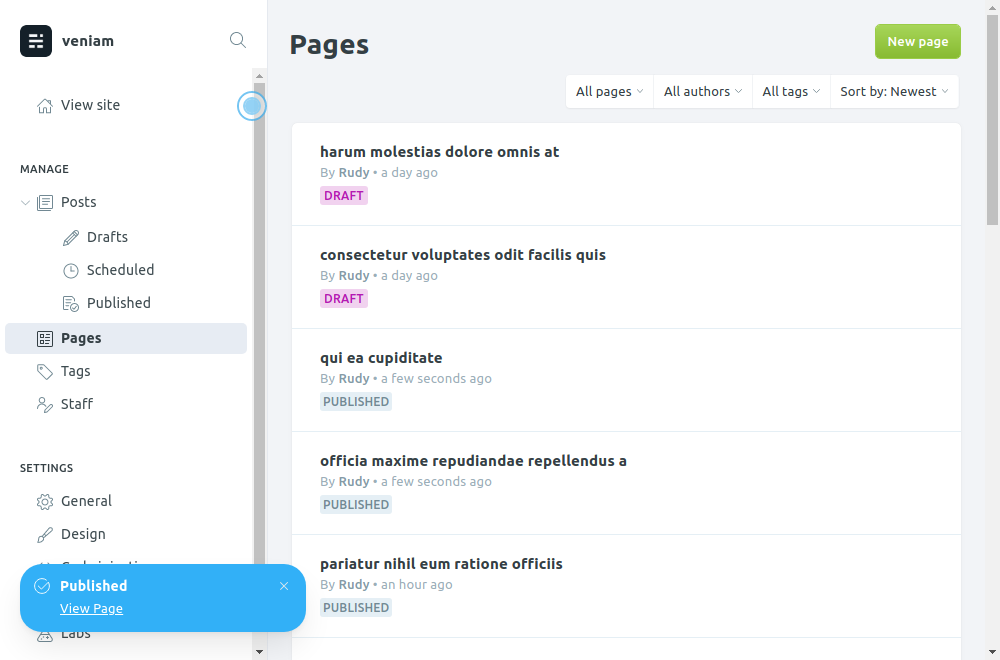 veniam
View site
MANAGE
Posts
Drafts
Scheduled
Published
Pages
Tags
Staff
SETTINGS
General
Design
Labs
Published
View Page
Pages
New page
All pages
All authors
All tags
Sort by: Newest
harum molestias dolore omnis at
By Rudy • a day ago
DRAFT
consectetur voluptates odit facilis quis
By Rudy • a day ago
DRAFT
qui ea cupiditate
By Rudy • a few seconds ago
PUBLISHED
officia maxime repudiandae repellendus a
By Rudy • a few seconds ago
PUBLISHED
pariatur nihil eum ratione officiis
By Rudy • an hour ago
PUBLISHED